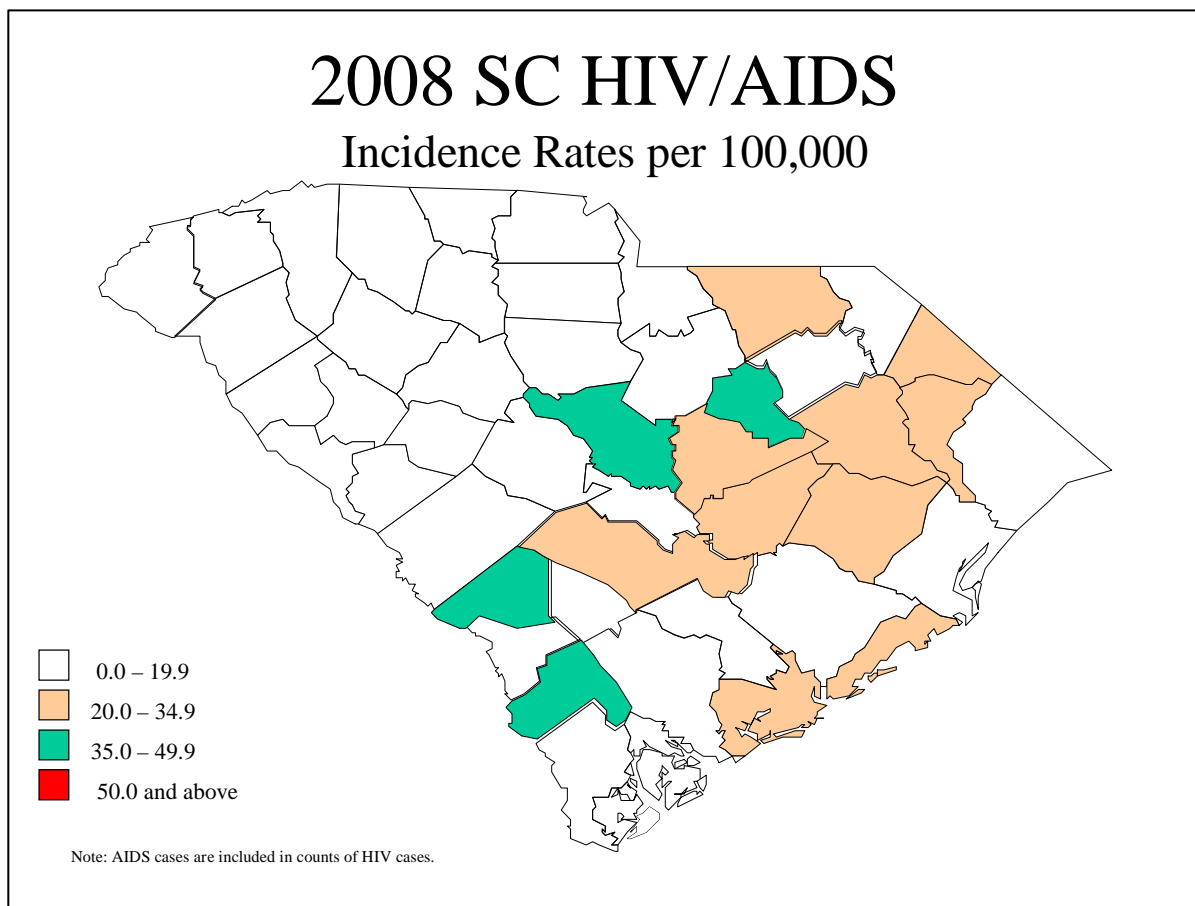 2008 SC HIV/AIDS
Incidence Rates per 100,000
0.0 – 19.9
20.0 – 34.9
35.0 – 49.9
50.0 and above
Note: AIDS cases are included in counts of HIV cases.